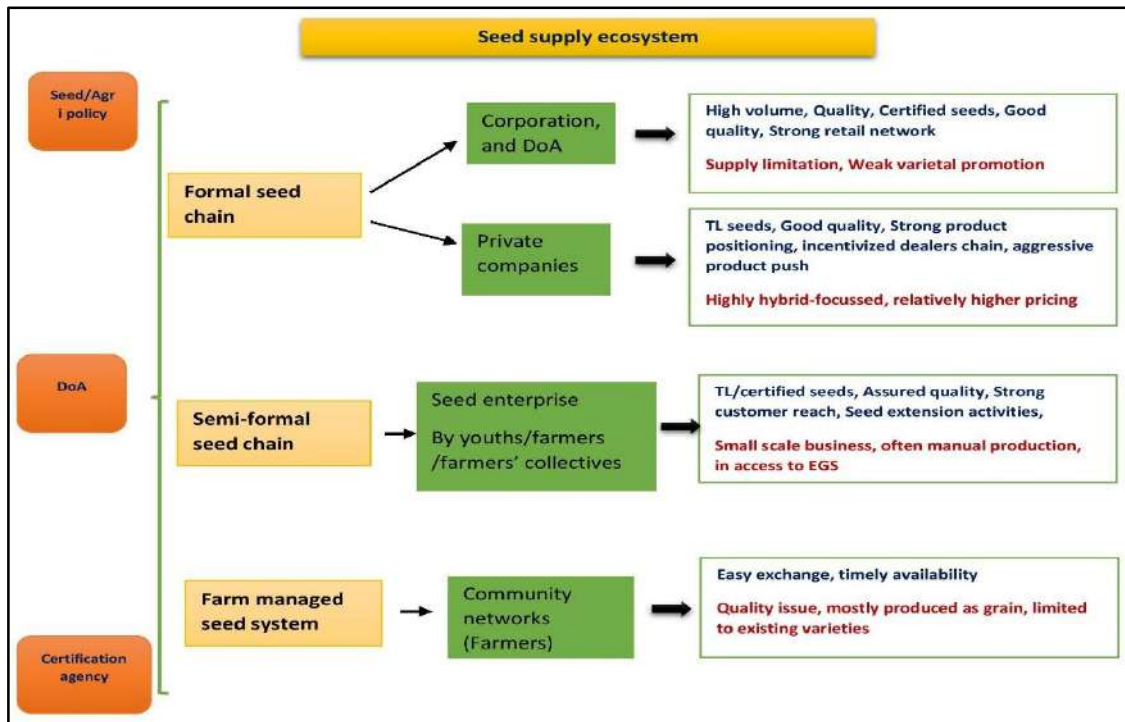 Seed supply ecosystem
Seed/Agr
i policy
DoA
Certification
agency
Formal seed
chain
Corporation,
and DoA
High volume, Quality, Certified seeds, Good
quality, Strong retail network
Supply limitation, Weak varietal promotion
Private
companies
TL seeds, Good quality, Strong product
positioning, incentivized dealers chain, aggressive
product push
Highly hybrid-focussed, relatively higher pricing
Semi-formal
seed chain
Seed enterprise
By youths/farmers
/farmers’ collectives
TL/certified seeds, Assured quality, Strong
customer reach, Seed extension activities,
Small scale business, often manual production,
in access to EGS
Farm managed
seed system
Community
networks
(Farmers)
Easy exchange, timely availability
Quality issue, mostly produced as grain, limited
to existing varieties